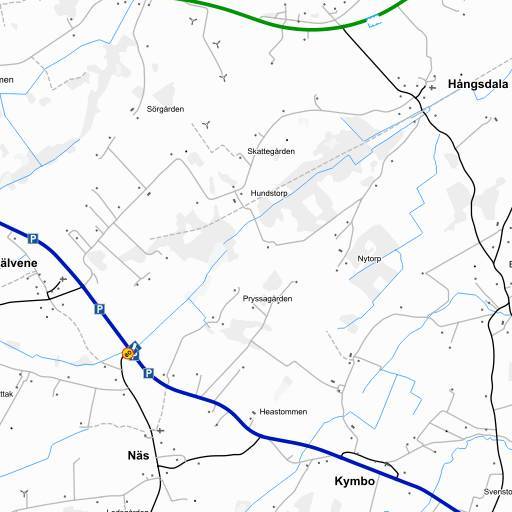 Hångsdala
Sörgården
Skattegården
Hundstorp
Nytorp
älvene
Pryssagården
P
P
P
Heastommen
Näs
Kymbo